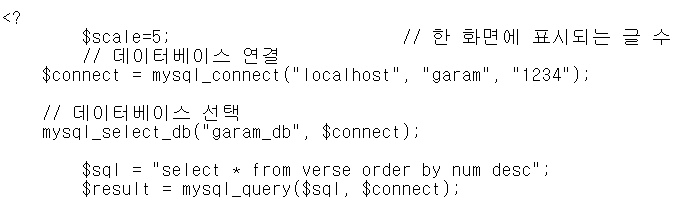 <?
$scale=5; // 한 화면에 표시되는 글 수
// 데이터베이스 연결
$connect = mysql_connect("localhost", "garam", "1234");
// 데이터베이스 선택
mysql_select_db("garam_db", $connect);
$sql = "select * from verse order by num desc";
$result = mysql_query($sql, $connect);